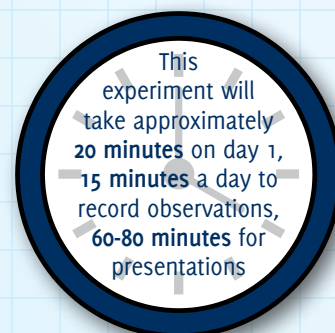 This
experiment will
take approximately
20 minutes on day 1,
15 minutes a day to
record observations,
60-80 minutes for
presentations